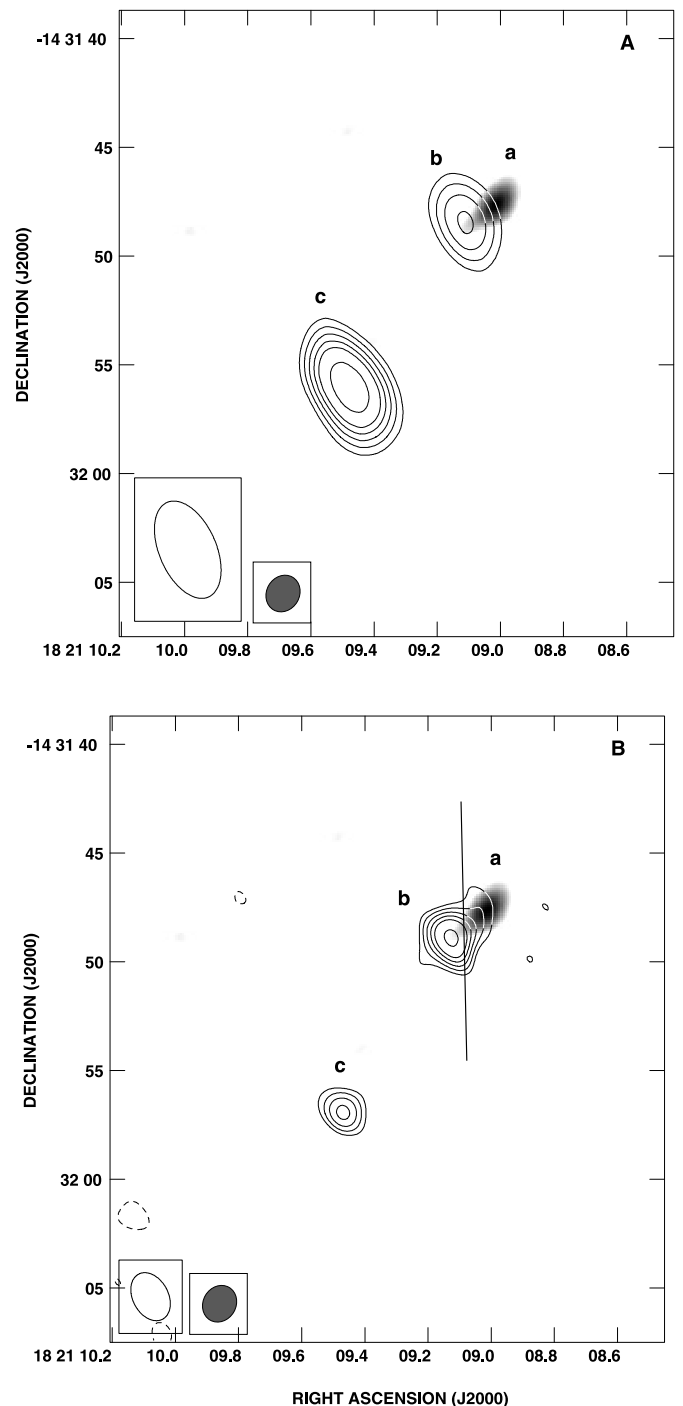 -14 31 40
A
45
b
a
50
c
55
32 00
05
18 21 10.2 10.0 09.8 09.6 09.4 09.2 09.0 08.8 08.6
DECLINATION (J2000)
-14 31 40
B
45
a
b
50
55
c
32 00
05
18 21 10.2 10.0 09.8 09.6 09.4 09.2 09.0 08.8 08.6
DECLINATION (J2000)
RIGHT ASCENSION (J2000)